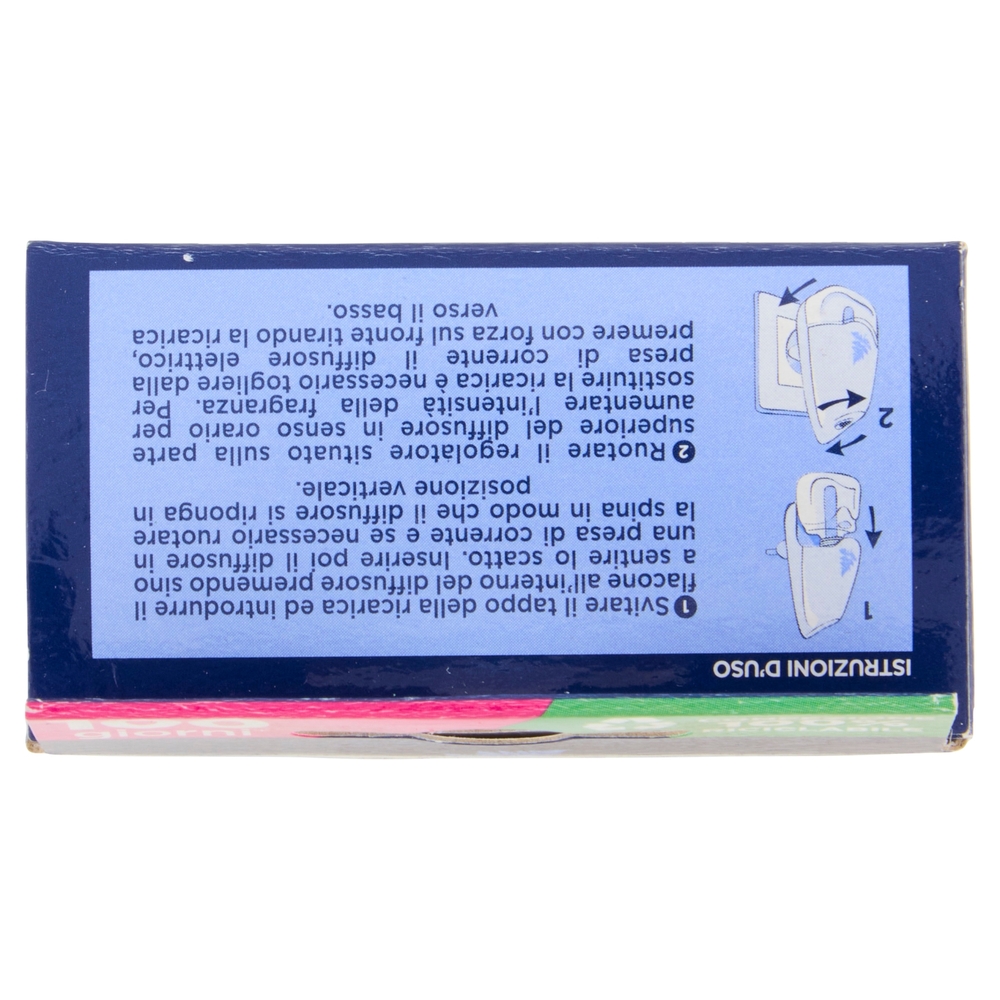 ISTRUZIONI D'USO
1
❶ Svitare il tappo della ricarica ed introdurre il
flacone all'interno del diffusore premendo sino
a sentire lo scatto. Inserire poi il diffusore in
una presa di corrente e se necessario ruotare
la spina in modo che il diffusore si riponga in
posizione verticale.
2
❷ Ruotare il regolatore situato sulla parte
superiore del diffusore in senso orario per
aumentare l'intensità della fragranza. Per
sostituire la ricarica è necessario togliere dalla
presa di corrente il diffusore elettrico,
premere con forza sul fronte tirando la ricarica
verso il basso.
giorni
RICICLABILE